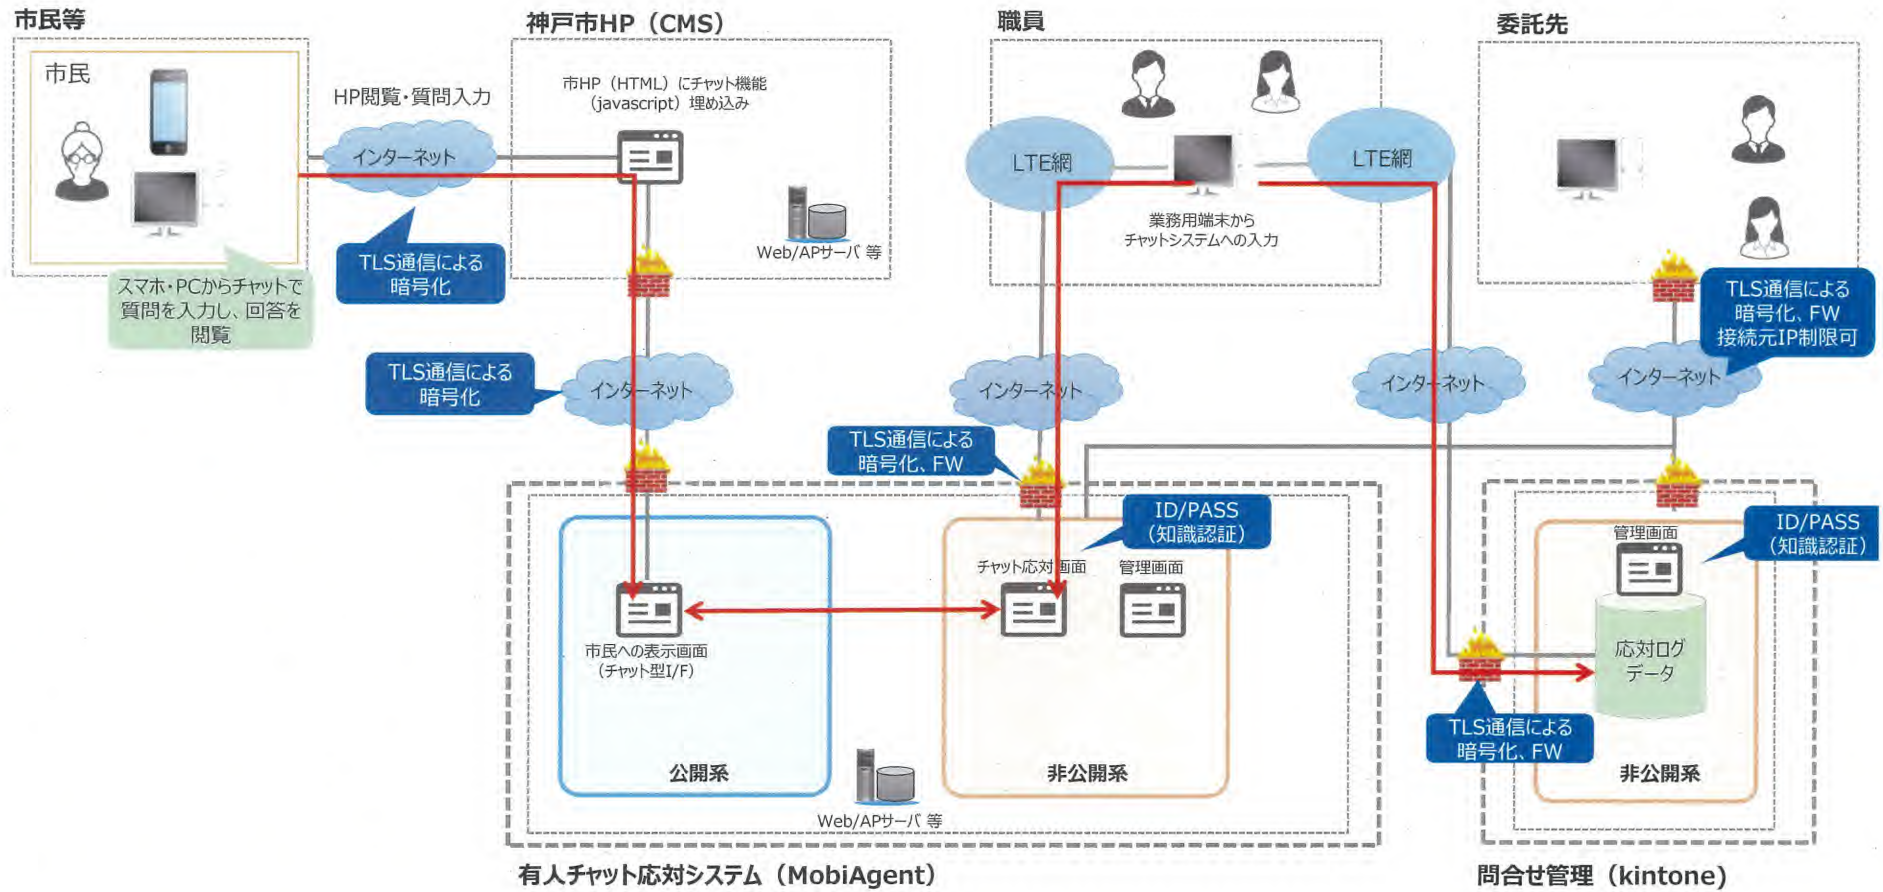 市民等
市民
スマホ・PCからチャットで
質問を入力し、回答を
閲覧
HP閲覧・質問入力
インターネット
TLS通信による
暗号化
神戸市HP（CMS）
市HP（HTML）にチャット機能
（javascript）埋め込み
Web/APサーバ 等
TLS通信による
暗号化
インターネット
職員
LTE網
LTE網
業務用端末から
チャットシステムへの入力
インターネット
インターネット
TLS通信による
暗号化、FW
委託先
TLS通信による
暗号化、FW
接続元IP制限可
インターネット
ID/PASS
（知識認証）
チャット応対画面
管理画面
市民への表示画面
（チャット型I/F）
公開系
非公開系
Web/APサーバ 等
有人チャット応対システム（MobiAgent）
ID/PASS
（知識認証）
管理画面
応対ログ
データ
TLS通信による
暗号化、FW
非公開系
問合せ管理（kintone）